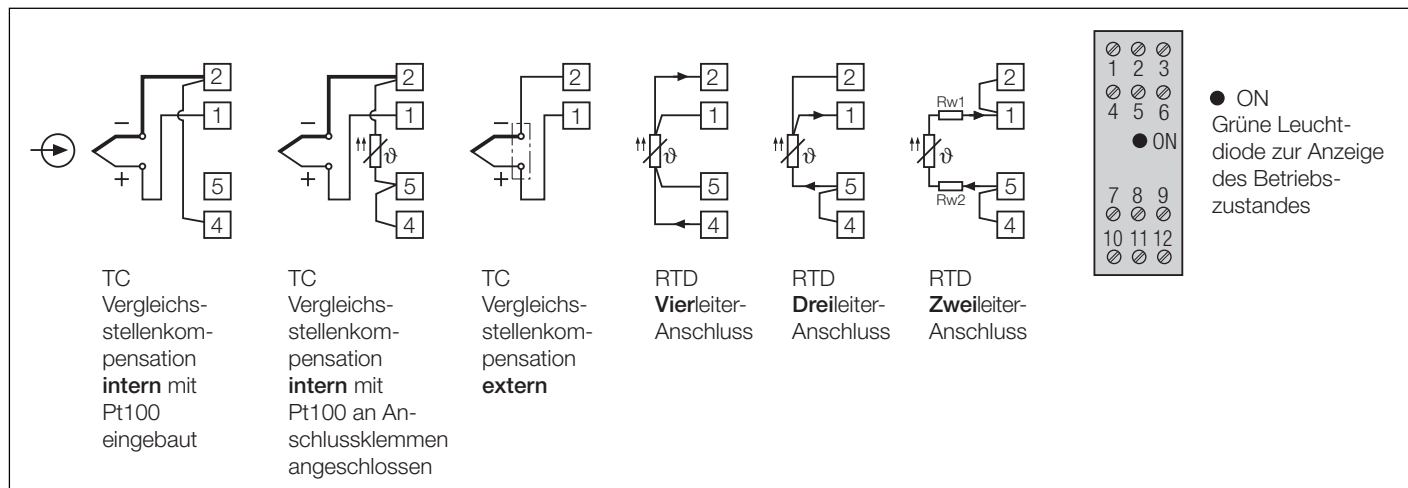 −
+
2
1
5
4
TC
Vergleichs-
stellenkom-
pensation
intern mit
Pt100
eingebaut
−
+
ϑ
2
1
5
4
TC
Vergleichs-
stellenkom-
pensation
intern mit
Pt100 an An-
schlussklemmen
angeschlossen
−
+
2
1
TC
Vergleichs-
stellenkom-
pensation
extern
2
1
ϑ
5
4
RTD
Vierleiter-
Anschluss
2
1
ϑ
5
4
RTD
Dreileiter-
Anschluss
2
Rw1
1
ϑ
5
Rw2
4
RTD
Zweileiter-
Anschluss
1 2 3
4 5 6
ON
7 8 9
10 11 12
ON
Grüne Leucht-
diode zur Anzeige
des Betriebs-
zustandes